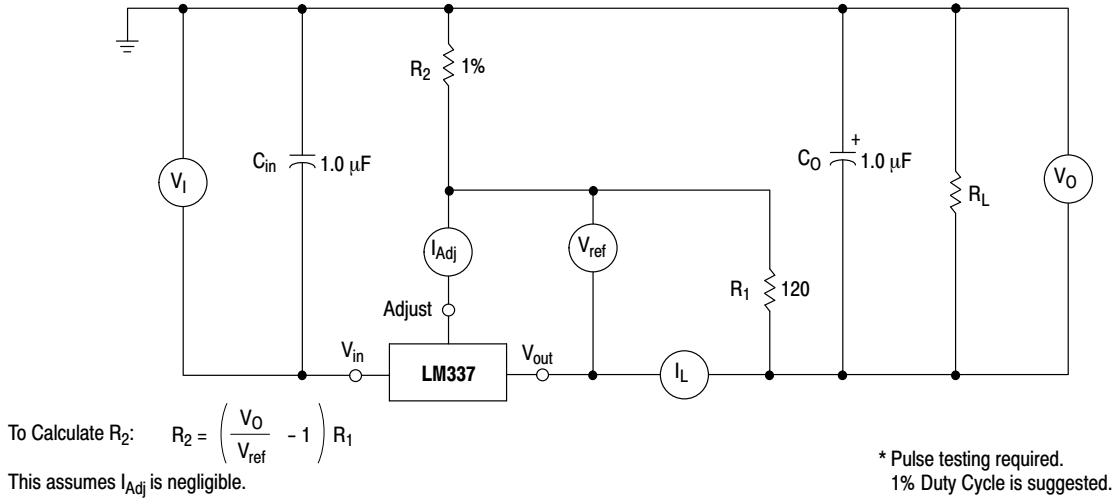 R2 1%
Cin 1.0 μF
CO + 1.0 μF
VI
RL
VO
IAdj
Vref
Adjust
R1 120
Vin
LM337
Vout
IL
To Calculate R2: R2 = ( VO / Vref - 1 ) R1
This assumes IAdj is negligible.
* Pulse testing required.
1% Duty Cycle is suggested.